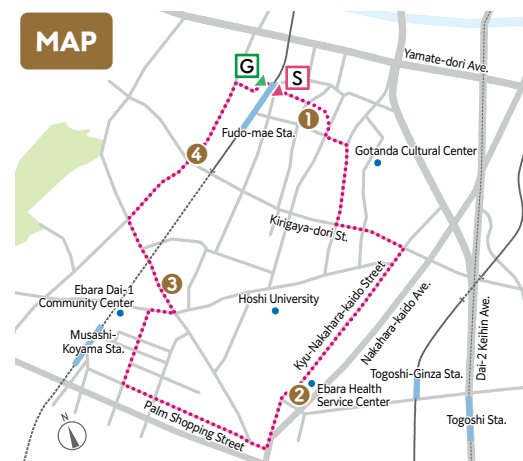 MAP
Yamate-dori Ave.
G
S
1
Fudo-mae Sta.
4
Gotanda Cultural Center
Kirigaya-dori St.
3
Ebara Dai-1
Community Center
Hoshi University
Musashi-
Koyama Sta.
Kyu-Nakahara-kaido Street
Nakahara-kaido Ave.
Dai-2 Keihin Ave.
Togoshi-Ginza Sta.
2
Ebara Health
Service Center
Palm Shopping Street
Togoshi Sta.
N